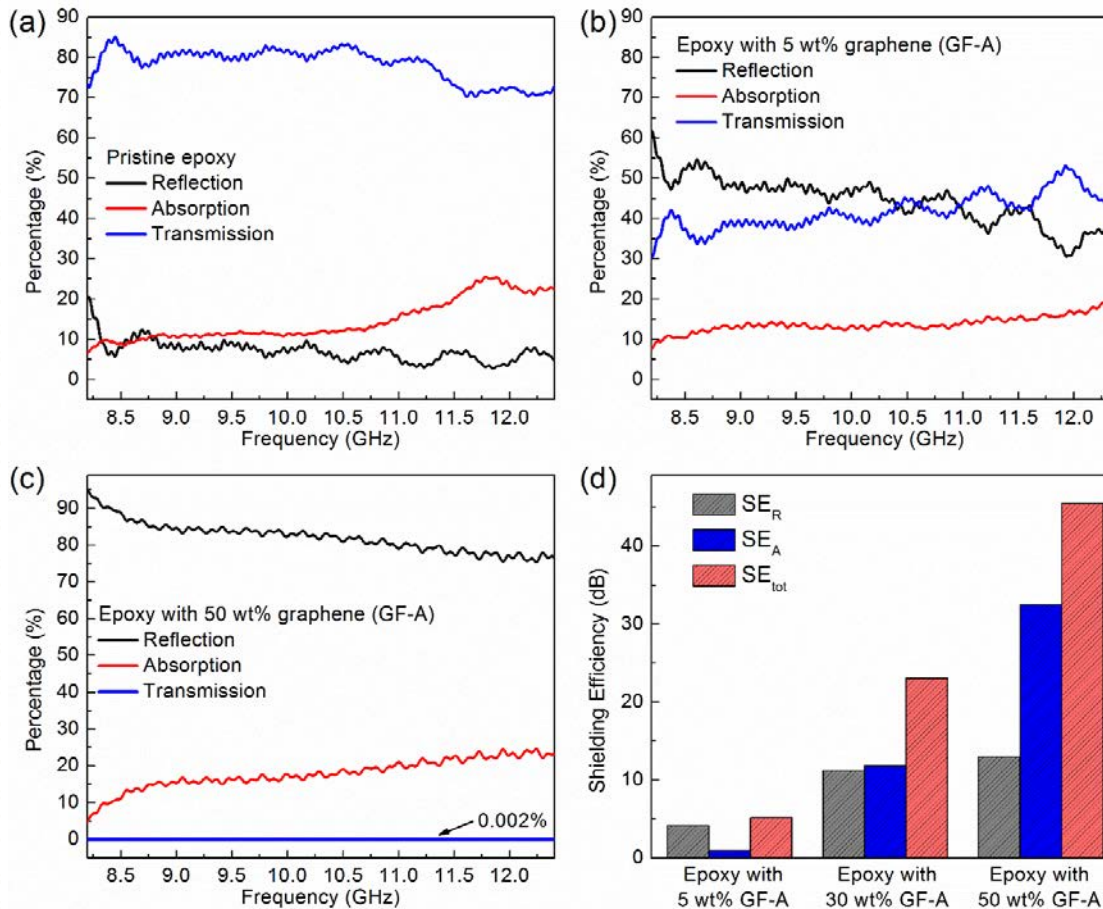 (a)
90
80
70
60
50
40
30
20
10
0
Percentage (%)
Pristine epoxy
Reflection
Absorption
Transmission
8.5 9.0 9.5 10.0 10.5 11.0 11.5 12.0
Frequency (GHz)
(b)
90
80
70
60
50
40
30
20
10
0
Percentage (%)
Epoxy with 5 wt% graphene (GF-A)
Reflection
Absorption
Transmission
8.5 9.0 9.5 10.0 10.5 11.0 11.5 12.0
Frequency (GHz)
(c)
90
80
70
60
50
40
30
20
10
0
Percentage (%)
Epoxy with 50 wt% graphene (GF-A)
Reflection
Absorption
Transmission
0.002%
8.5 9.0 9.5 10.0 10.5 11.0 11.5 12.0
Frequency (GHz)
(d)
40
30
20
10
0
Shielding Efficiency (dB)
SE_R
SE_A
SE_tot
Epoxy with
5 wt% GF-A
Epoxy with
30 wt% GF-A
Epoxy with
50 wt% GF-A